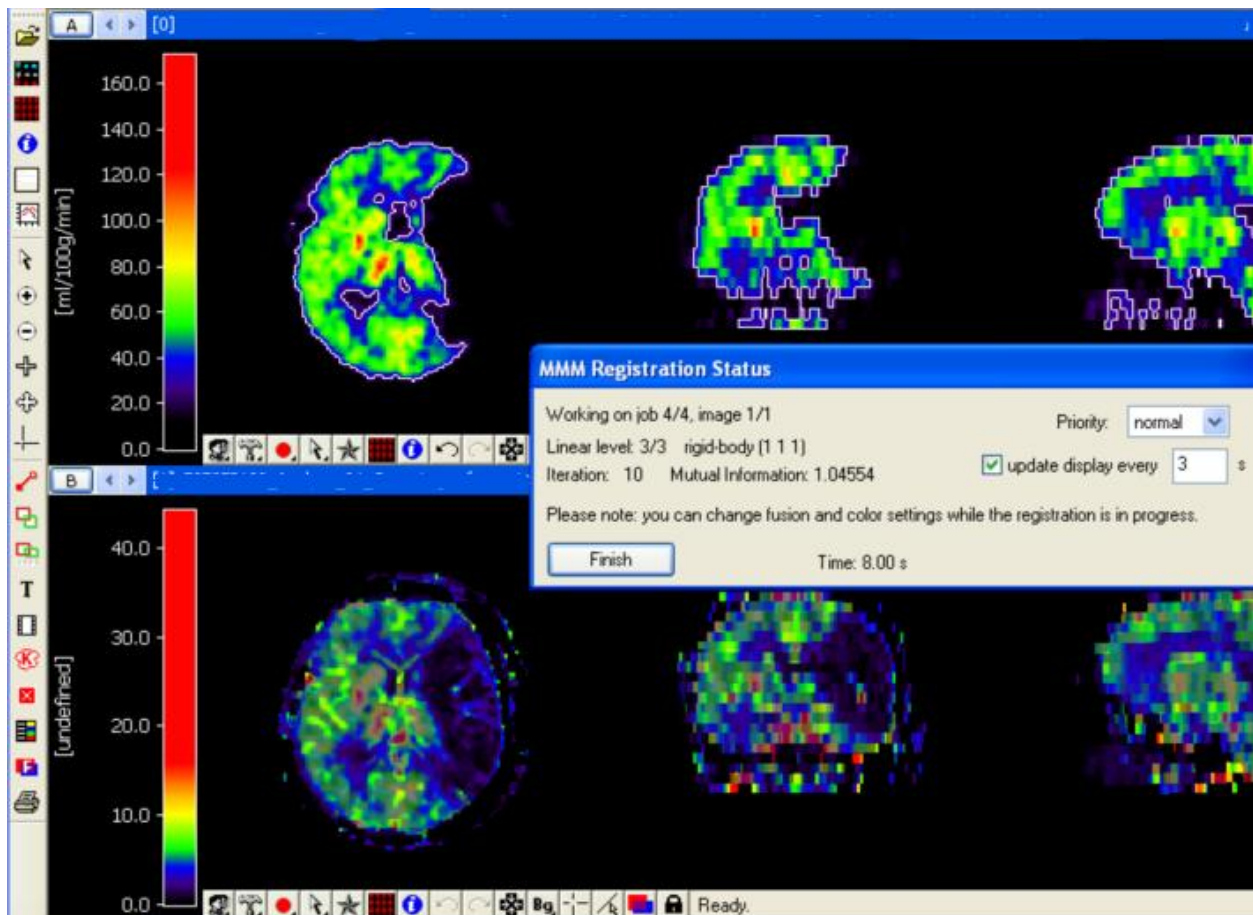 A
[0]
160.0
140.0
120.0
100.0
80.0
60.0
40.0
20.0
0.0
[ml/100g/min]
MMM Registration Status
Working on job 4/4, image 1/1
Priority: normal
Linear level: 3/3 rigid-body (1 1 1)
update display every 3 s
Iteration: 10 Mutual Information: 1.04554
Please note: you can change fusion and color settings while the registration is in progress.
Finish
Time: 8.00 s
B
40.0
30.0
20.0
10.0
0.0
[undefined]
T
K
F
Bg
Ready.